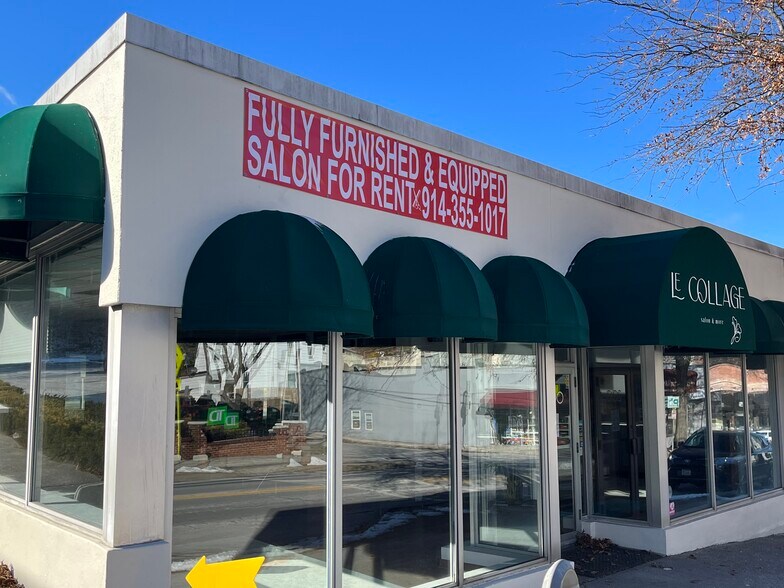 FULLY FURNISHED & EQUIPPED
SALON FOR RENT 914-355-1017
LE COLLAGE
salon & more